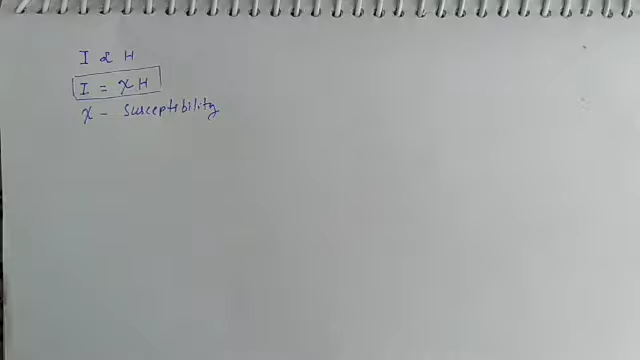 I α H
I = χ H
χ - Susceptibility